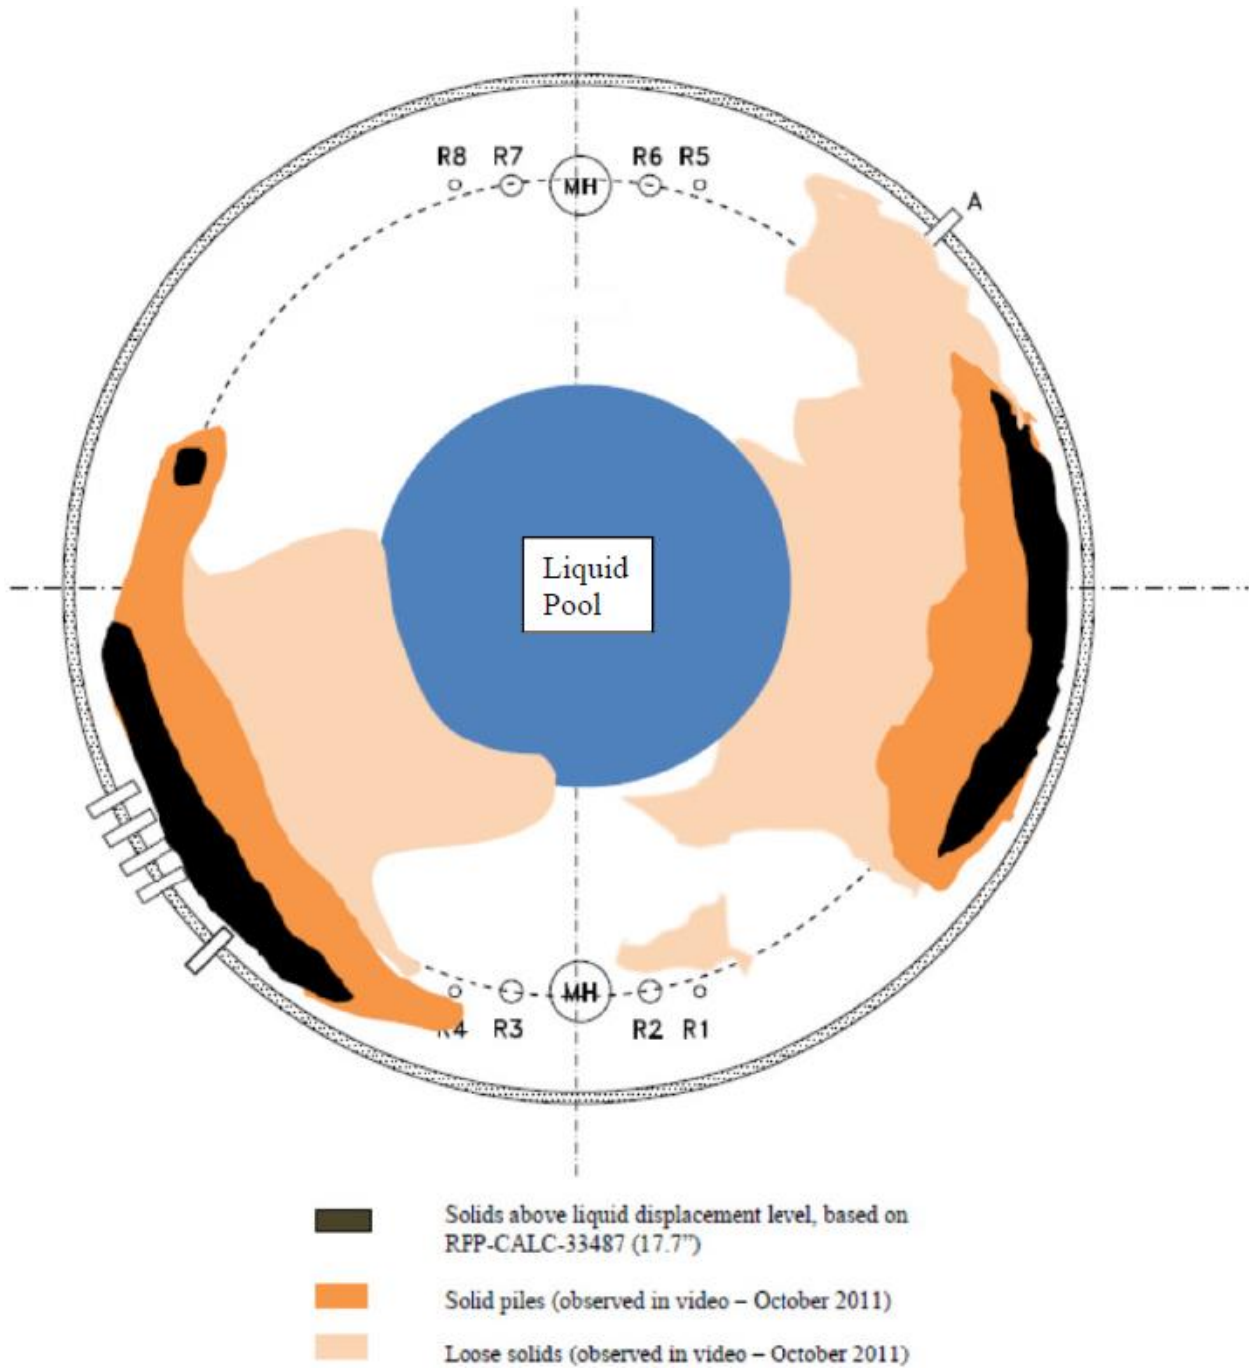 R8 R7 R6 R5
MH
A
Liquid
Pool
MH
R4 R3 R2 R1
Solids above liquid displacement level, based on
RPP-CALC-33487 (17.7”)
Solid piles (observed in video – October 2011)
Loose solids (observed in video – October 2011)